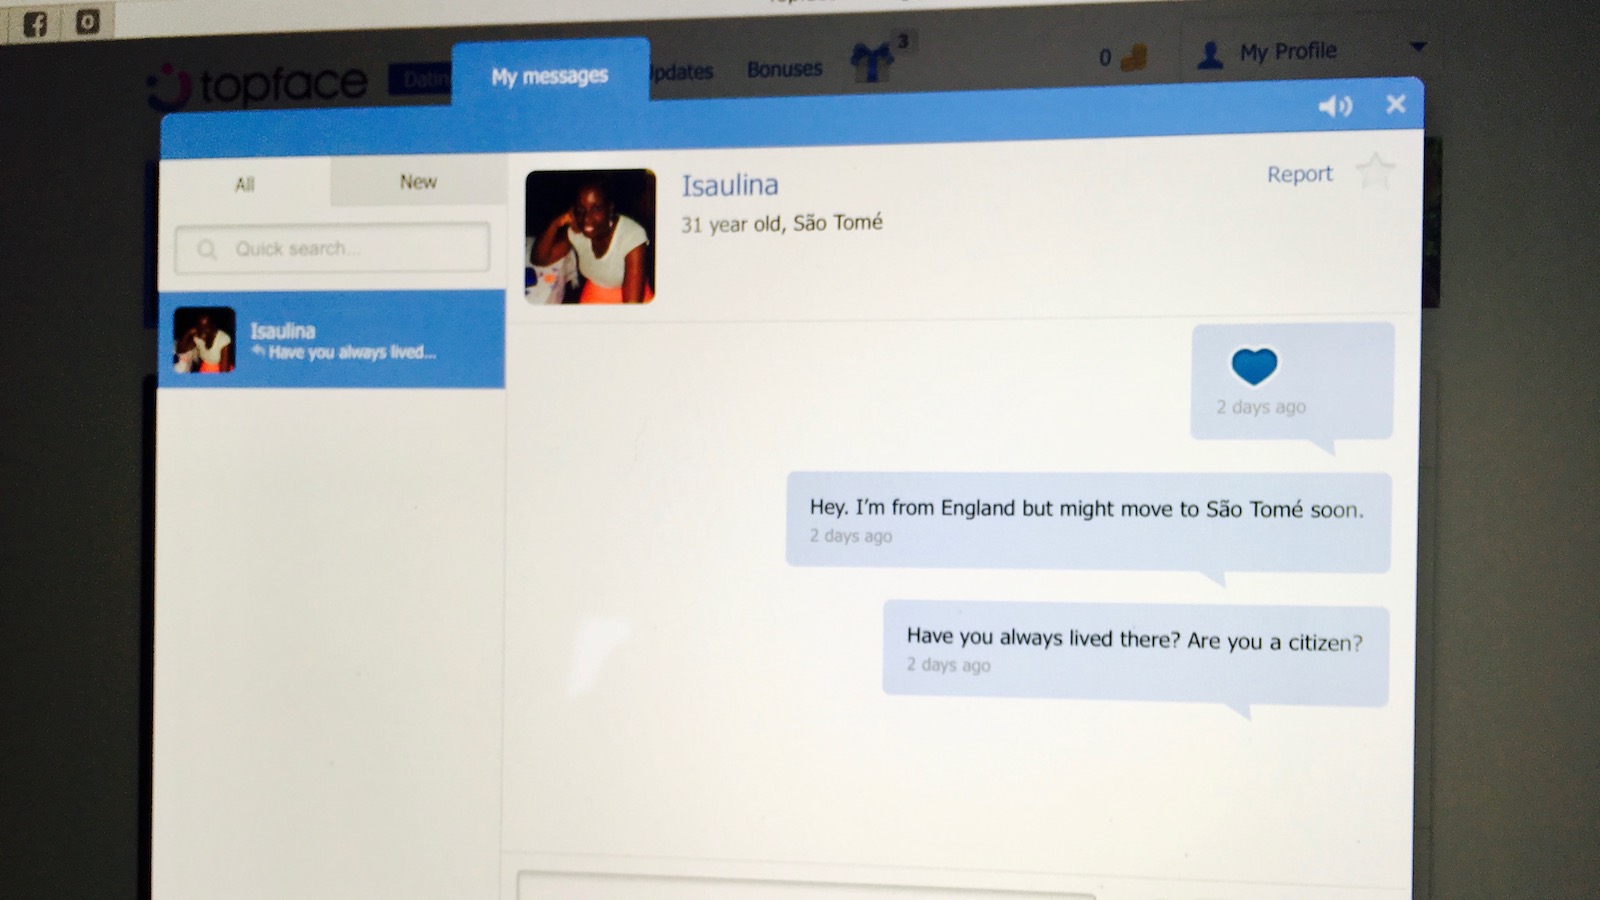 topface
My messages
Updates
Bonuses
3
0
My Profile
All
New
Quick search...
Isaulina
Have you always lived...
Isaulina
31 year old, São Tomé
Report
2 days ago
Hey. I'm from England but might move to São Tomé soon.
2 days ago
Have you always lived there? Are you a citizen?
2 days ago